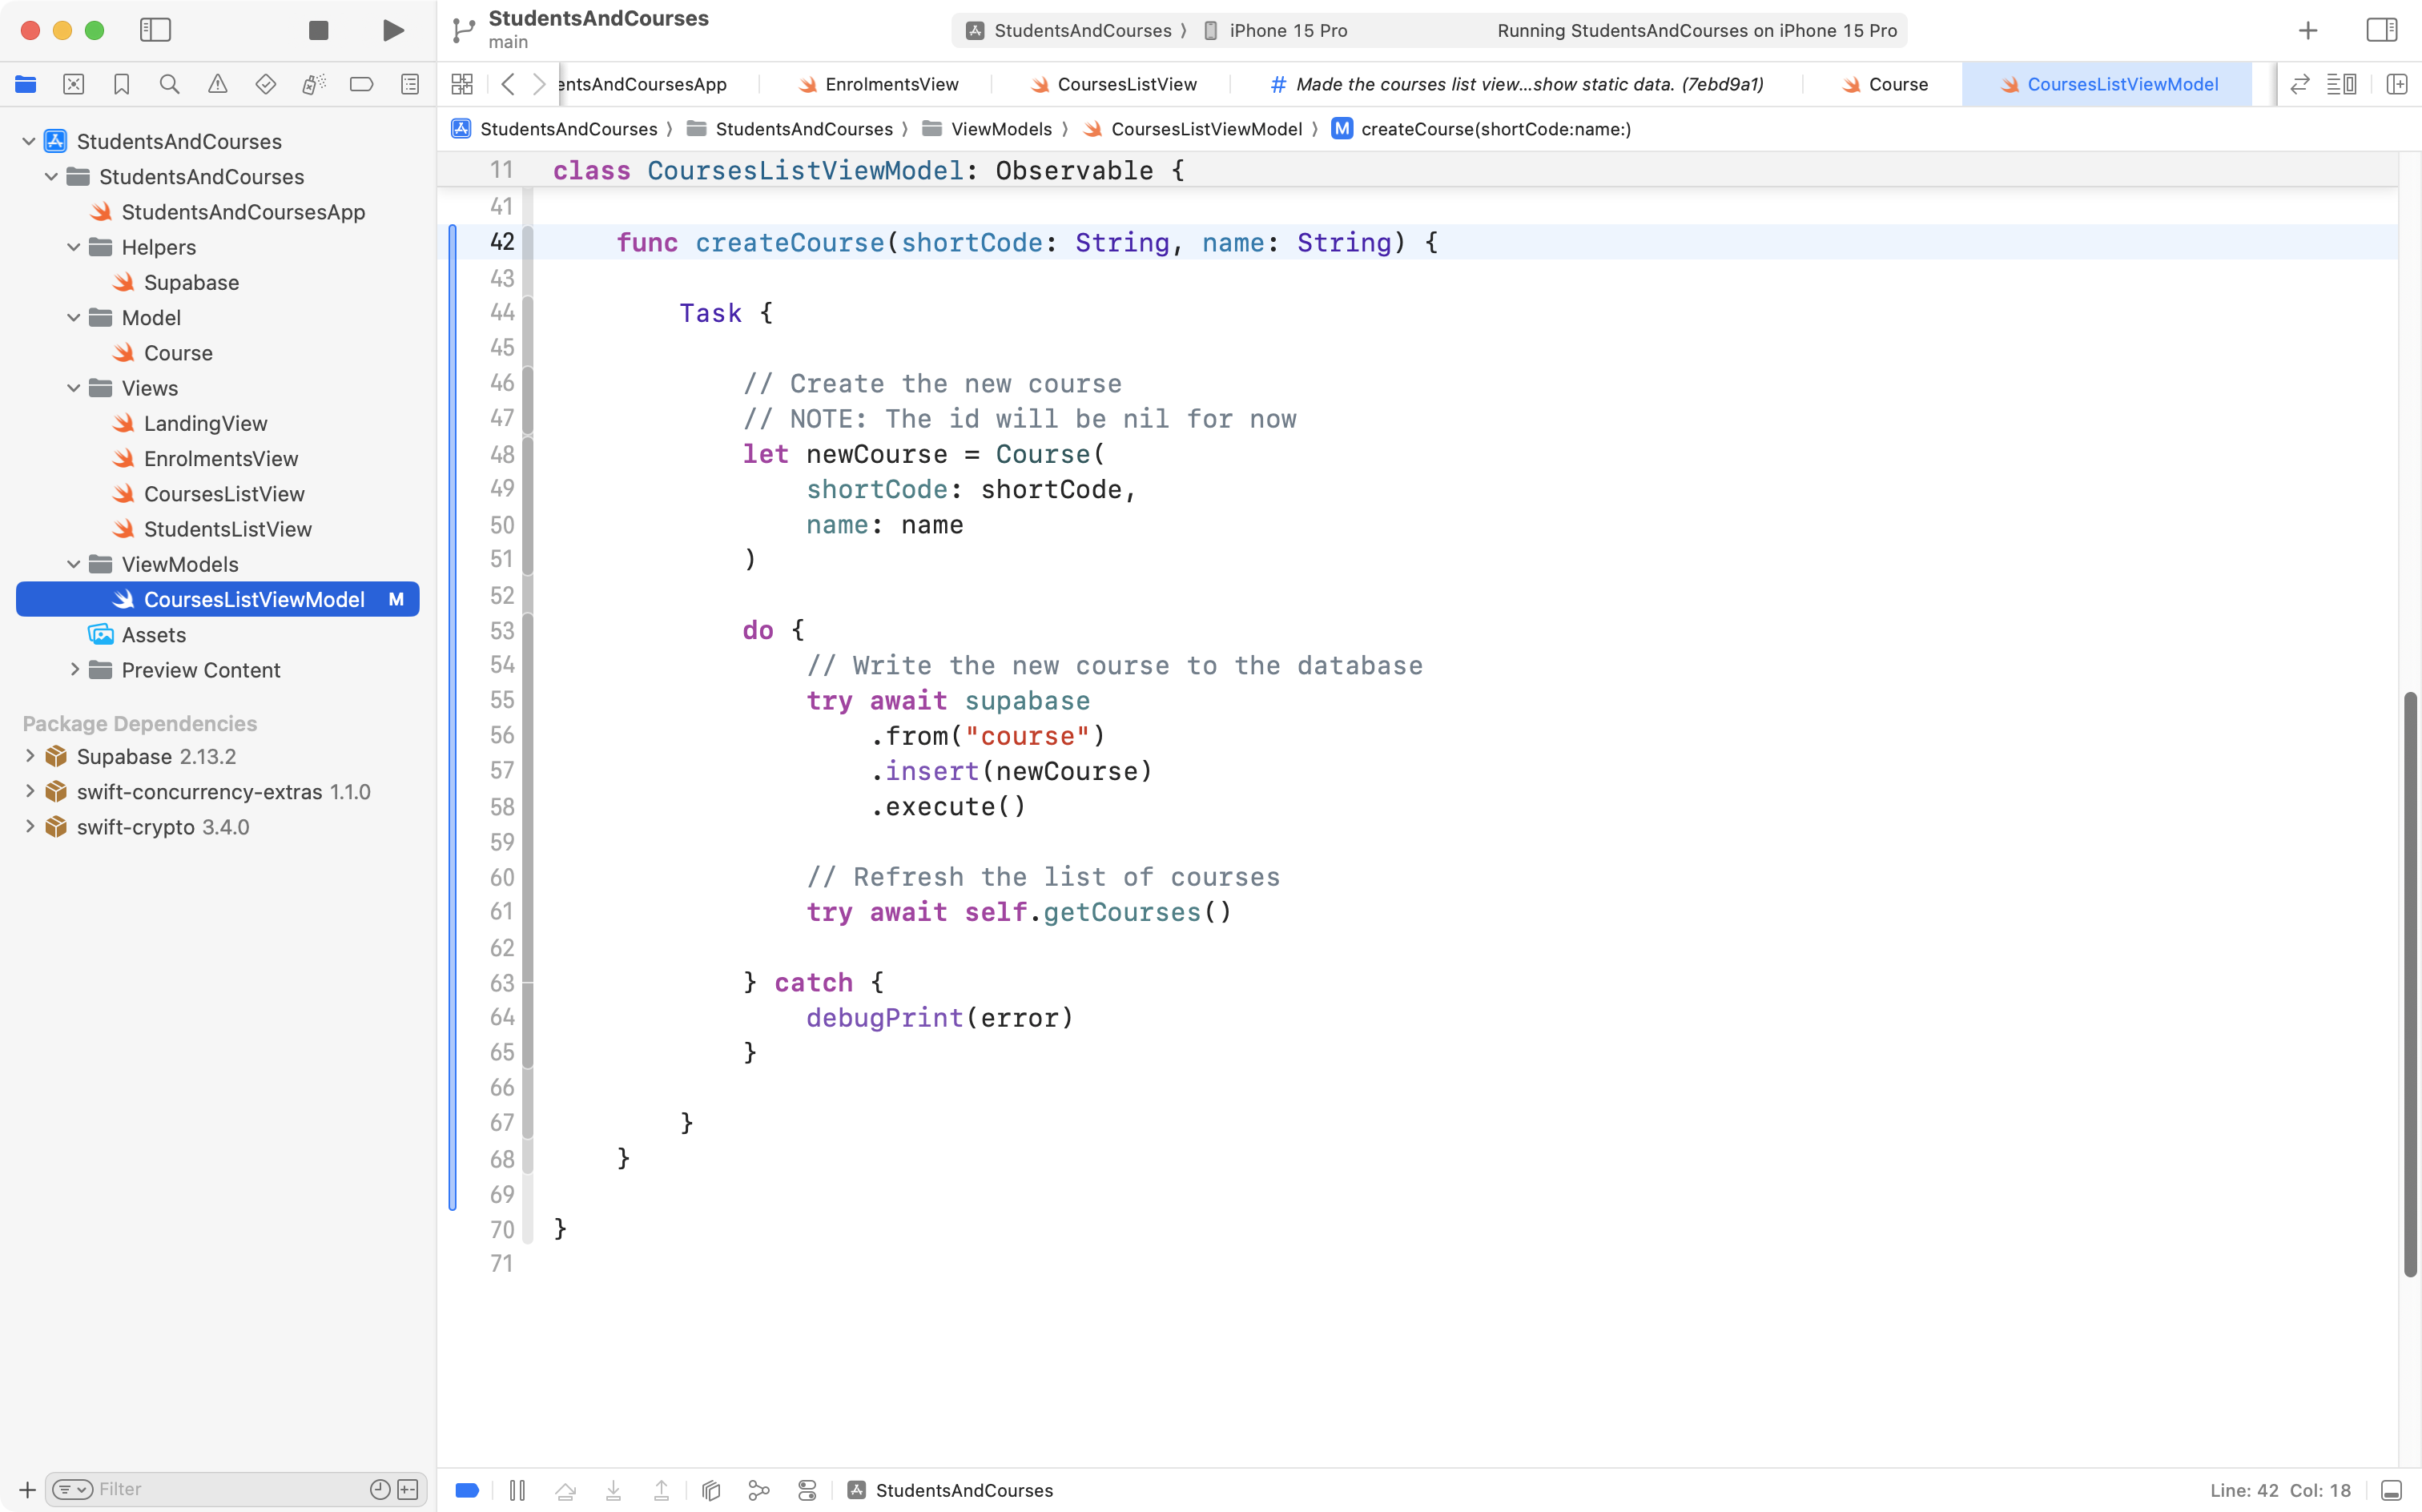 StudentsAndCourses
main
StudentsAndCourses ⟩ iPhone 15 Pro
Running StudentsAndCourses on iPhone 15 Pro
entsAndCoursesApp
EnrolmentsView
CoursesListView
# Made the courses list view...show static data. (7ebd9a1)
Course
CoursesListViewModel
StudentsAndCourses ⟩ StudentsAndCourses ⟩ ViewModels ⟩ CoursesListViewModel ⟩ M createCourse(shortCode:name:)
StudentsAndCourses
StudentsAndCourses
StudentsAndCoursesApp
Helpers
Supabase
Model
Course
Views
LandingView
EnrolmentsView
CoursesListView
StudentsListView
ViewModels
CoursesListViewModel M
Assets
Preview Content
Package Dependencies
Supabase 2.13.2
swift-concurrency-extras 1.1.0
swift-crypto 3.4.0
Filter
11 class CoursesListViewModel: Observable {
41
42 func createCourse(shortCode: String, name: String) {
43
44 Task {
45
46 // Create the new course
47 // NOTE: The id will be nil for now
48 let newCourse = Course(
49 shortCode: shortCode,
50 name: name
51 )
52
53 do {
54 // Write the new course to the database
55 try await supabase
56 .from("course")
57 .insert(newCourse)
58 .execute()
59
60 // Refresh the list of courses
61 try await self.getCourses()
62
63 } catch {
64 debugPrint(error)
65 }
66
67 }
68 }
69
70 }
71
StudentsAndCourses
Line: 42 Col: 18